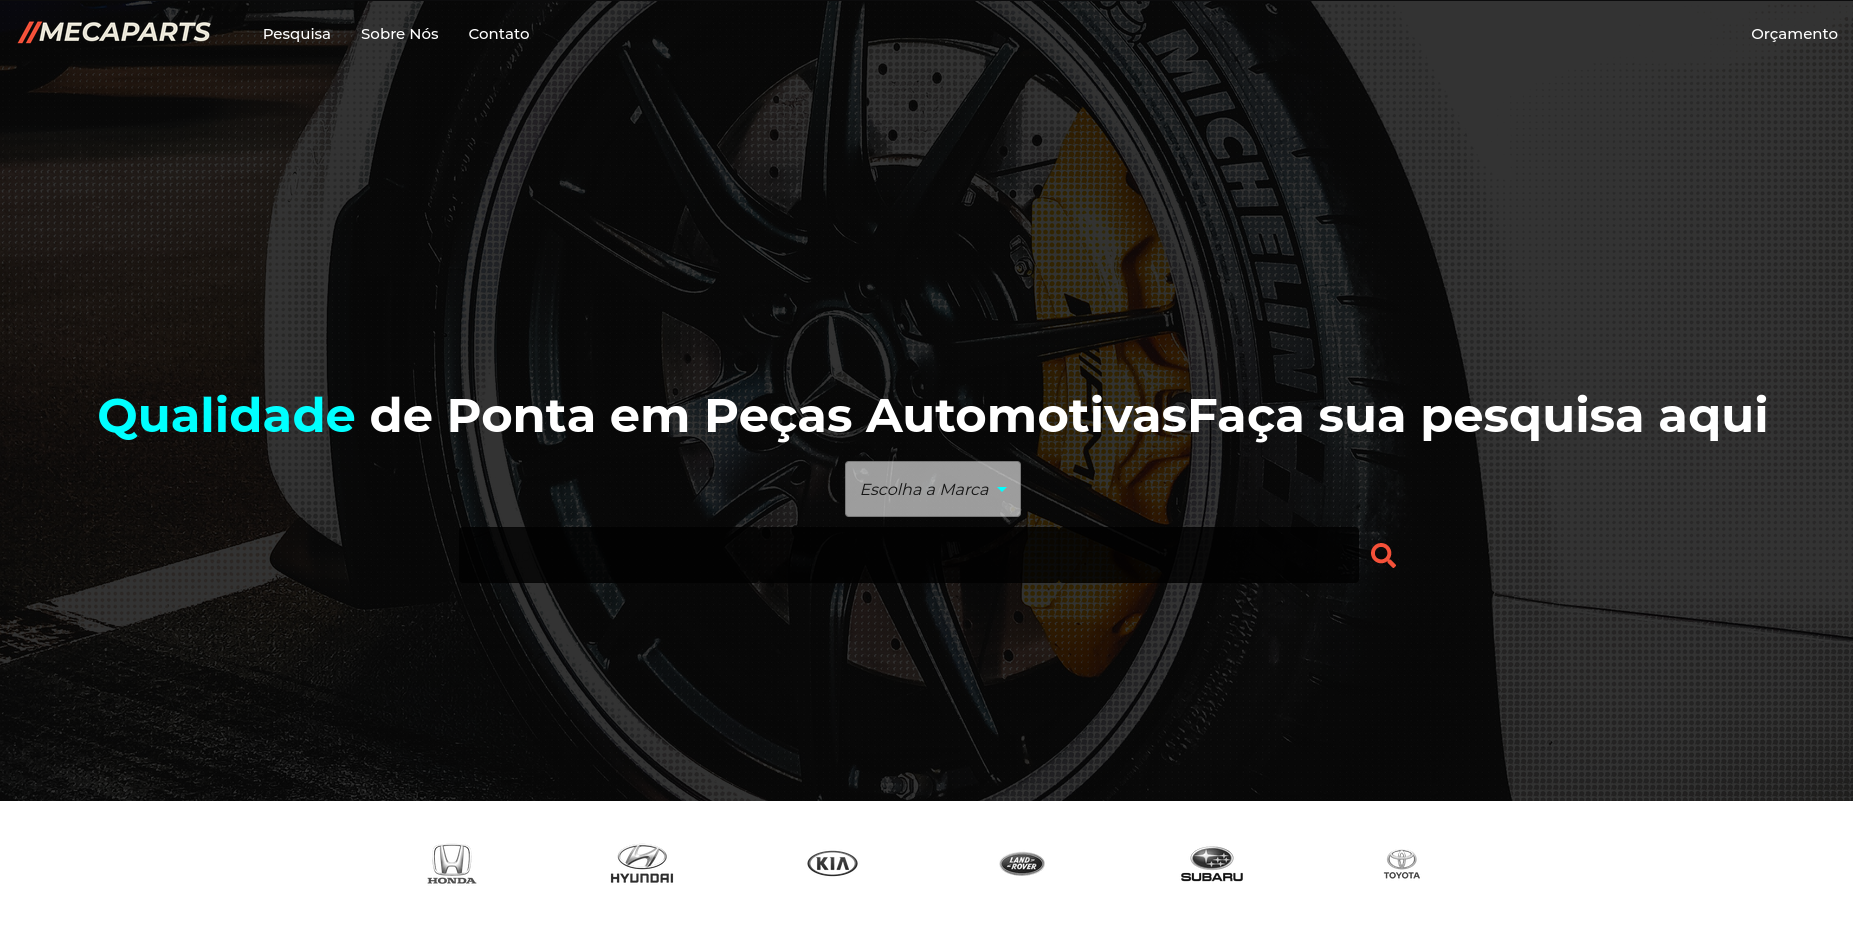 //MECAPARTS Pesquisa Sobre Nós Contato Orçamento
MICHELIN
AMG
Qualidade de Ponta em Peças AutomotivasFaça sua pesquisa aqui
Escolha a Marca
HONDA HYUNDAI KIA LAND ROVER SUBARU TOYOTA